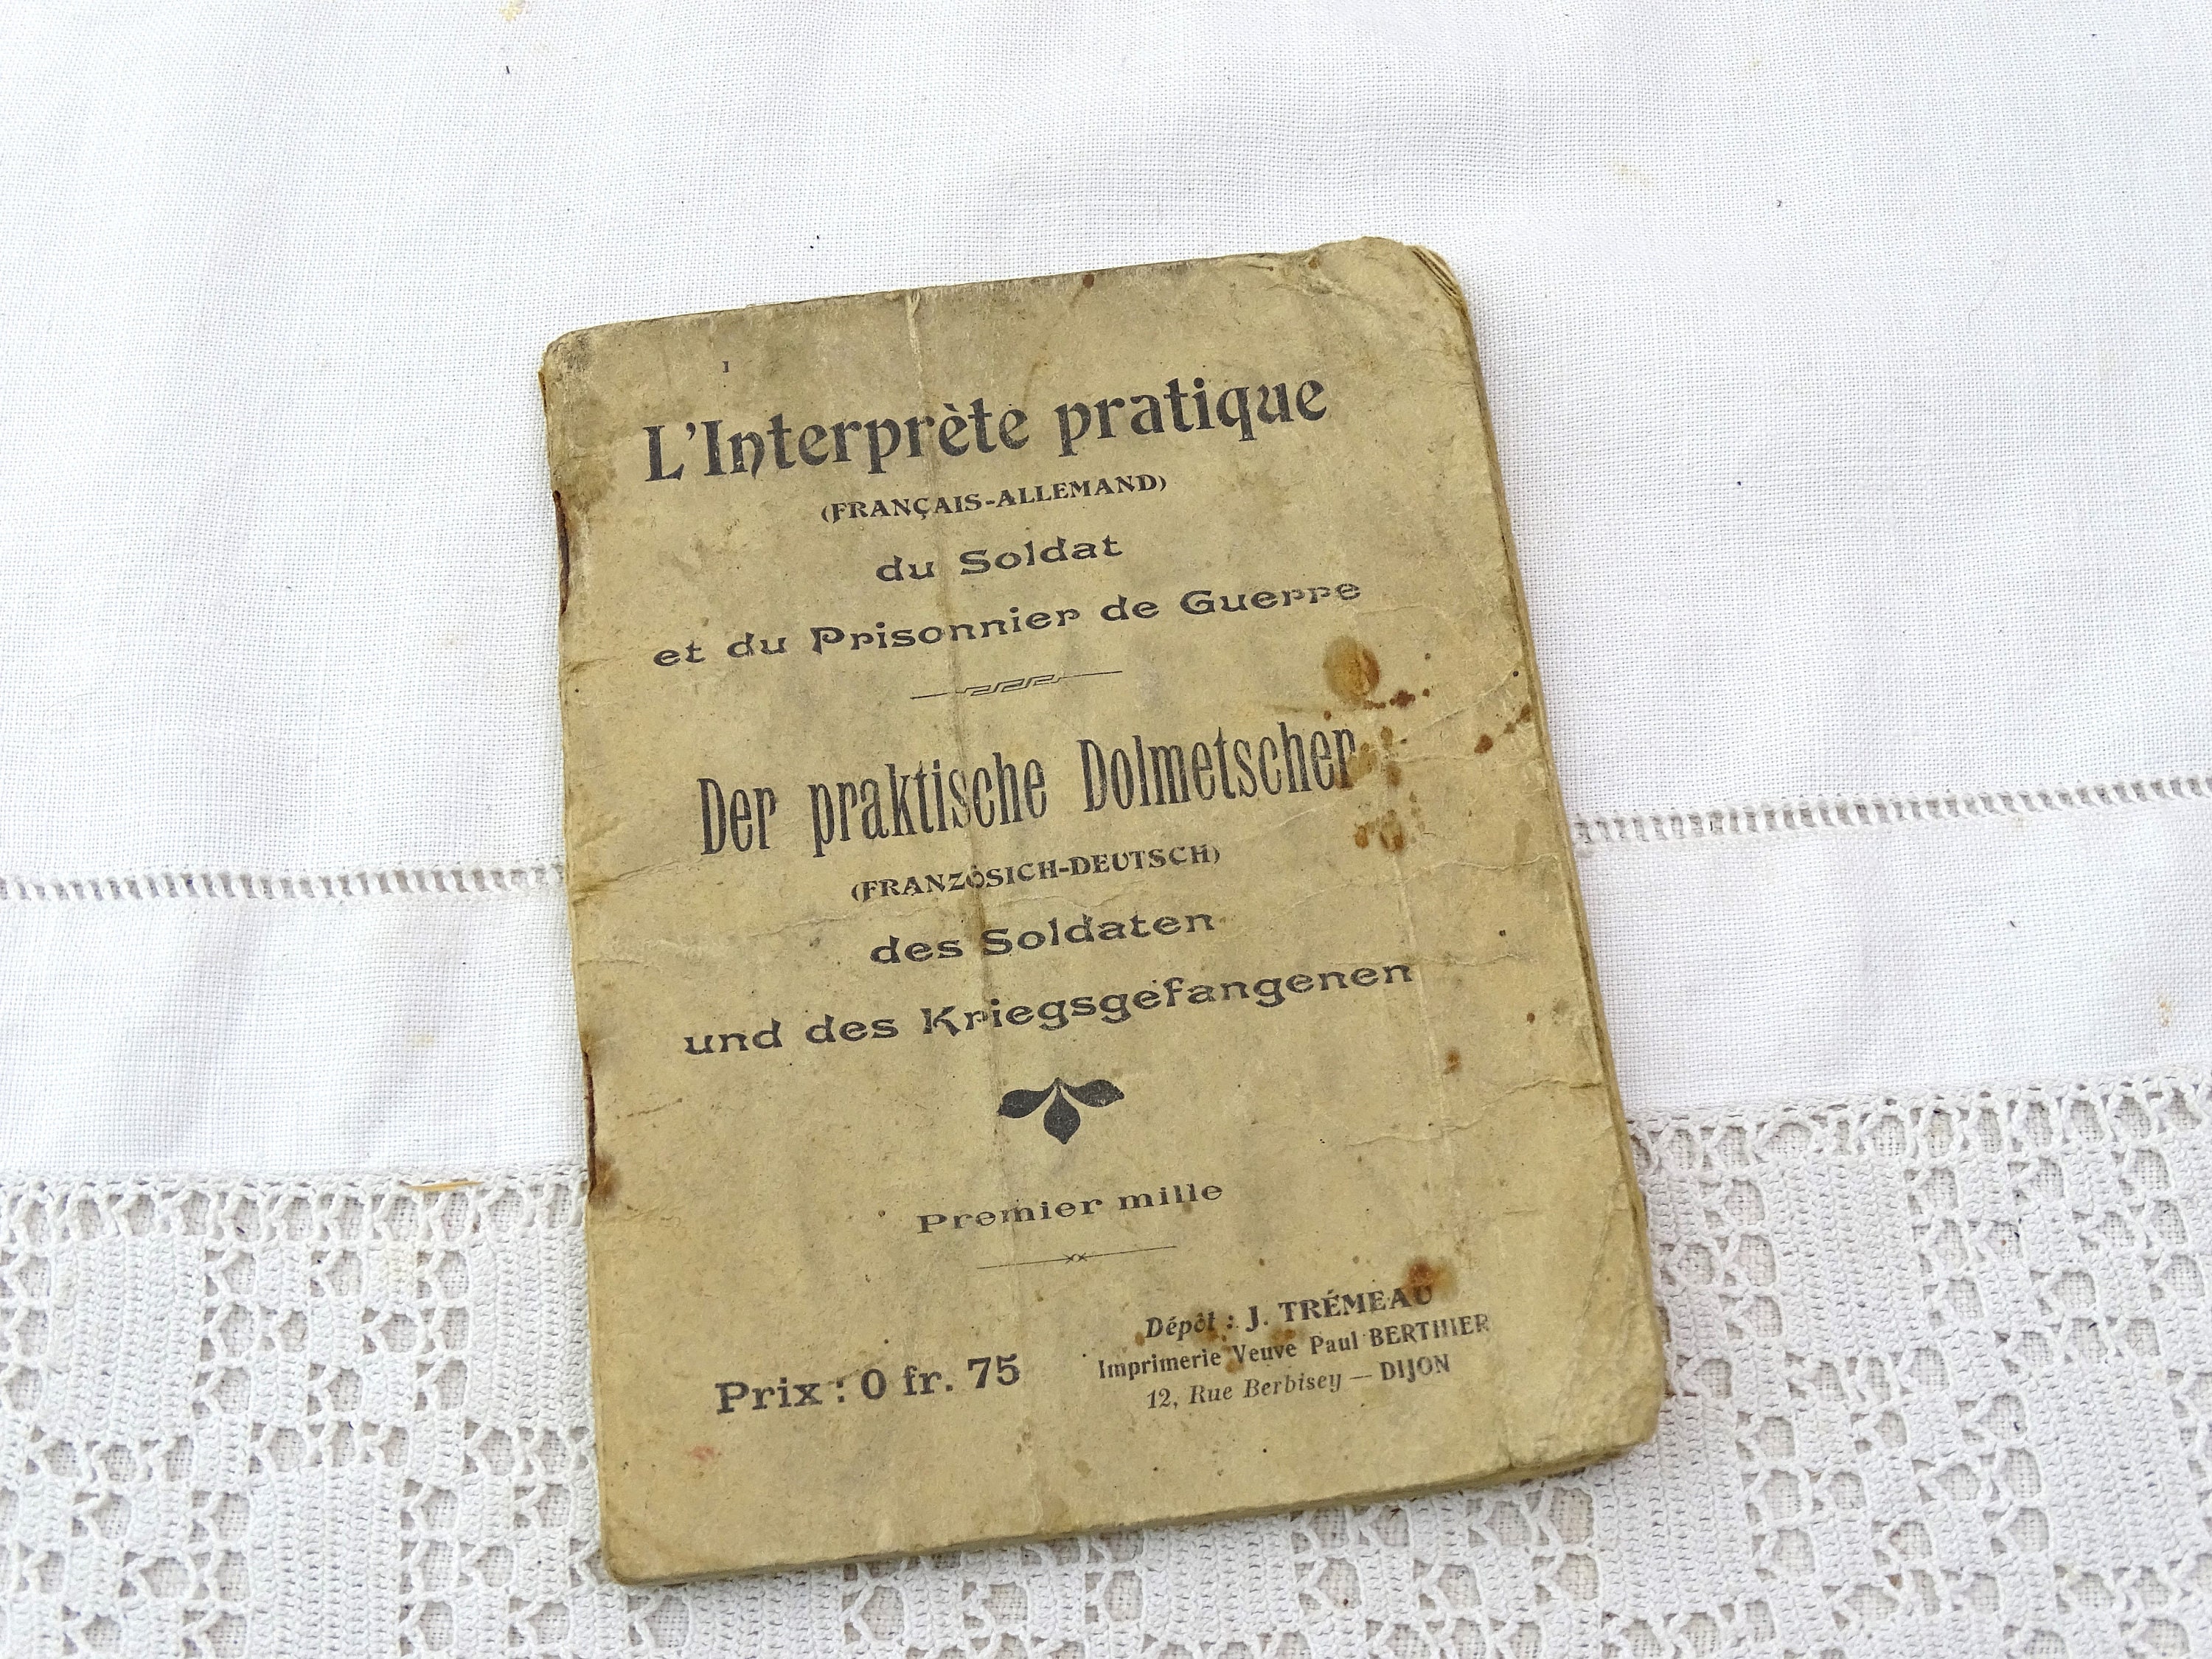 I
L'Interprète pratique
(FRANÇAIS-ALLEMAND)
du Soldat
et du Prisonnier de Guerre
Der praktische Dolmetscher
(FRANZÖSICH-DEUTSCH)
des Soldaten
und des Kriegsgefangenen
Premier mille
Prix : 0 fr. 75
Dépôt : J. TRÉMEAU
Imprimerie Veuve Paul BERTHIER
12, Rue Berbisey — DIJON